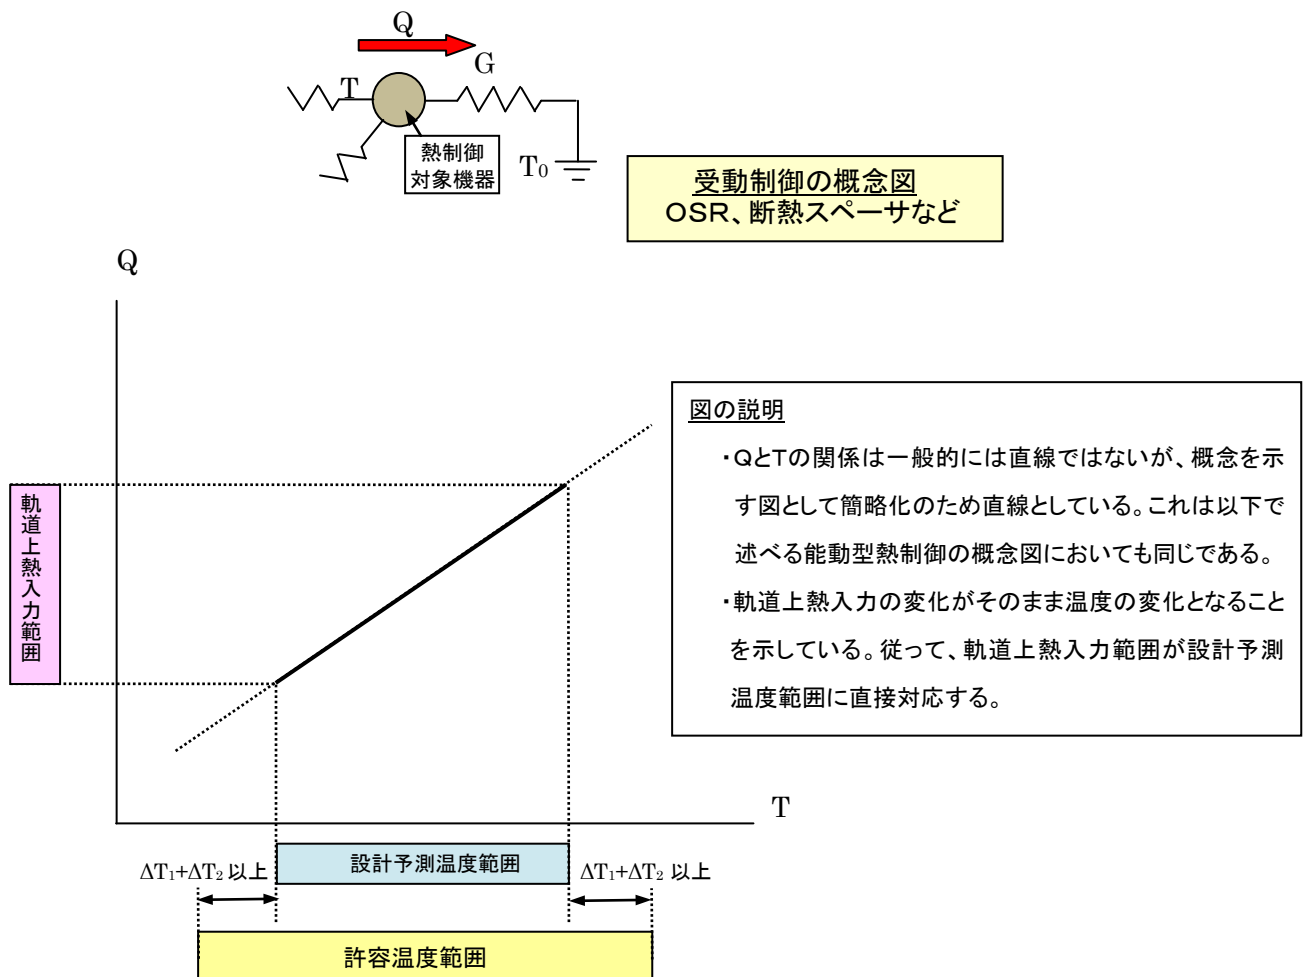 Q
G
T
熱制御
対象機器
T₀
受動制御の概念図
OSR、断熱スペーサなど
Q
図の説明
・QとTの関係は一般的には直線ではないが、概念を示
す図として簡略化のため直線としている。これは以下で
述べる能動型熱制御の概念図においても同じである。
・軌道上熱入力の変化がそのまま温度の変化となること
を示している。従って、軌道上熱入力範囲が設計予測
温度範囲に直接対応する。
軌道上熱入力範囲
T
設計予測温度範囲
ΔT₁+ΔT₂ 以上
ΔT₁+ΔT₂ 以上
許容温度範囲